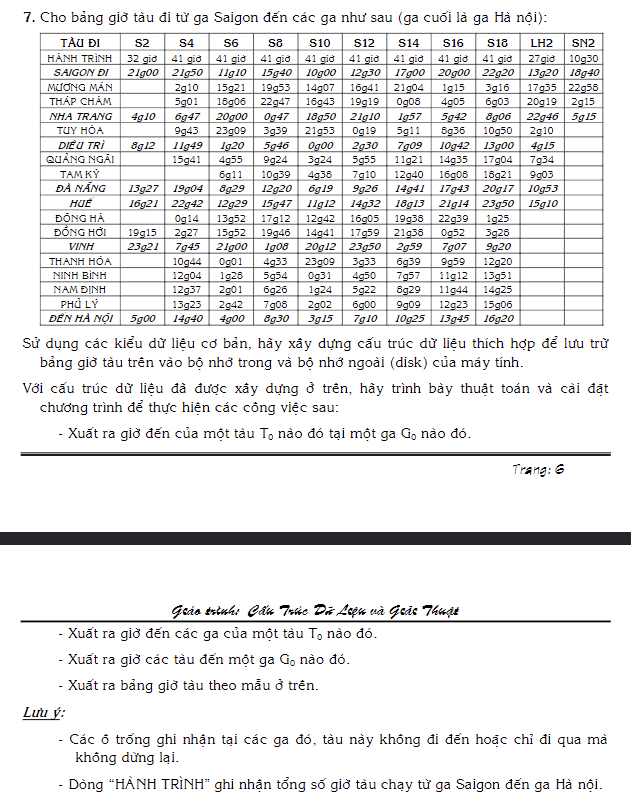 7. Cho bảng giờ tàu đi từ ga Saigon đến các ga như sau (ga cuối là ga Hà nội):
TÀU ĐI S2 S4 S6 S8 S10 S12 S14 S16 S18 LH2 SN2
HÀNH TRÌNH 32 giờ 41 giờ 41 giờ 41 giờ 41 giờ 41 giờ 41 giờ 41 giờ 41 giờ 27giờ 10g30
SAIGON ĐI 21g00 21g50 11g10 15g40 10g00 12g30 17g00 20g00 22g20 13g20 18g40
MƯƠNG MÁN 2g10 15g21 19g53 14g07 16g41 21g04 1g15 3g16 17g35 22g58
THÁP CHÀM 5g01 18g06 22g47 16g43 19g19 0g08 4g05 6g03 20g19 2g15
NHA TRANG 4g10 6g47 20g00 0g47 18g50 21g10 1g57 5g42 8g06 22g46 5g15
TUY HÒA 9g43 23g09 3g39 21g53 0g19 5g11 8g36 10g50 2g10
DIÊU TRÌ 8g12 11g49 1g20 5g46 0g00 2g30 7g09 10g42 13g00 4g15
QUẢNG NGÃI 15g41 4g55 9g24 3g24 5g55 11g21 14g35 17g04 7g34
TAM KỲ 6g11 10g39 4g38 7g10 12g40 16g08 18g21 9g03
ĐÀ NẴNG 13g27 19g04 8g29 12g20 6g19 9g26 14g41 17g43 20g17 10g53
HUẾ 16g21 22g42 12g29 15g47 11g12 14g32 18g13 21g14 23g50 15g10
ĐÔNG HÀ 0g14 13g52 17g12 12g42 16g05 19g38 22g39 1g25
ĐỒNG HỚI 19g15 2g27 15g52 19g46 14g41 17g59 21g38 0g52 3g28
VINH 23g21 7g45 21g00 1g08 20g12 23g50 2g59 7g07 9g20
THANH HÓA 10g44 0g01 4g33 23g09 3g33 6g39 9g59 12g20
NINH BÌNH 12g04 1g28 5g54 0g31 4g50 7g57 11g12 13g51
NAM ĐỊNH 12g37 2g01 6g26 1g24 5g22 8g29 11g44 14g25
PHỦ LÝ 13g23 2g42 7g08 2g02 6g00 9g09 12g23 15g06
ĐẾN HÀ NỘI 5g00 14g40 4g00 8g30 3g15 7g10 10g25 13g45 16g20
Sử dụng các kiểu dữ liệu cơ bản, hãy xây dựng cấu trúc dữ liệu thích hợp để lưu trữ
bảng giờ tàu trên vào bộ nhớ trong và bộ nhớ ngoài (disk) của máy tính.
Với cấu trúc dữ liệu đã được xây dựng ở trên, hãy trình bày thuật toán và cài đặt
chương trình để thực hiện các công việc sau:
- Xuất ra giờ đến của một tàu T₀ nào đó tại một ga G₀ nào đó.
Trang: 6
Giáo trình: Cấu Trúc Dữ Liệu và Giải Thuật
- Xuất ra giờ đến các ga của một tàu T₀ nào đó.
- Xuất ra giờ các tàu đến một ga G₀ nào đó.
- Xuất ra bảng giờ tàu theo mẫu ở trên.
Lưu ý:
- Các ô trống ghi nhận tại các ga đó, tàu này không đi đến hoặc chỉ đi qua mà
không dừng lại.
- Dòng “HÀNH TRÌNH” ghi nhận tổng số giờ tàu chạy từ ga Saigon đến ga Hà nội.